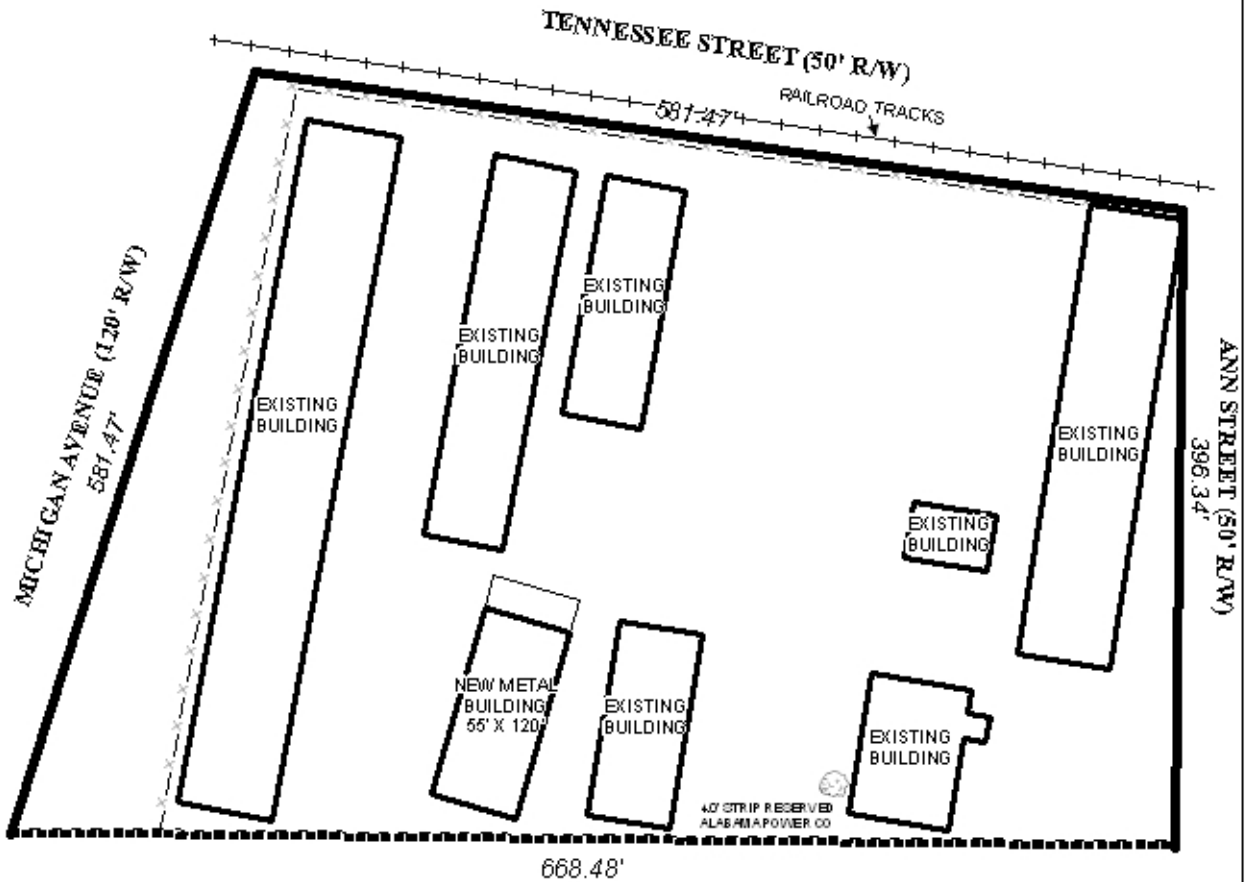 TENNESSEE STREET (50' R/W)
RAILROAD TRACKS
581.47'
MICHIGAN AVENUE (120' R/W)
581.47'
EXISTING
BUILDING
EXISTING
BUILDING
EXISTING
BUILDING
EXISTING
BUILDING
ANN STREET (50' R/W)
396.34'
EXISTING
BUILDING
NEW METAL
BUILDING
55' X 120'
EXISTING
BUILDING
EXISTING
BUILDING
4.0' STRIP RESERVED
ALABAMA POWER CO
668.48'